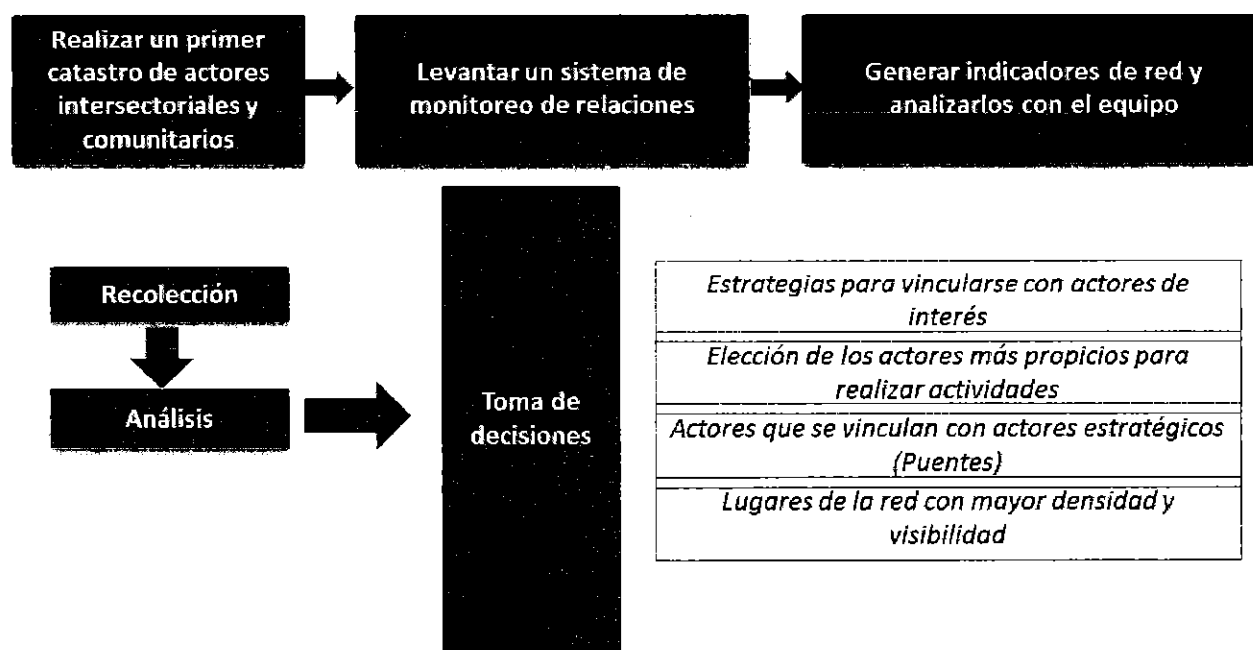 Realizar un primer
catastro de actores
intersectoriales y
comunitarios
Levantar un sistema de
monitoreo de relaciones
Generar indicadores de red y
analizarlos con el equipo
Recolección
Análisis
Toma de
decisiones
Estrategias para vincularse con actores de
interés
Elección de los actores más propicios para
realizar actividades
Actores que se vinculan con actores estratégicos
(Puentes)
Lugares de la red con mayor densidad y
visibilidad